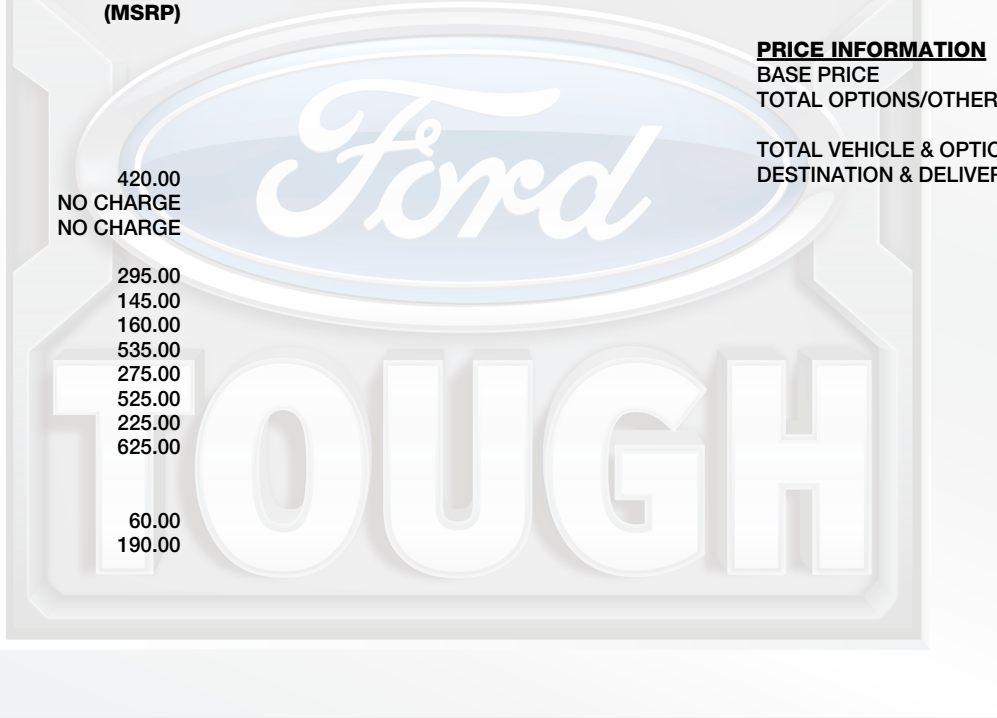 (MSRP)
420.00
NO CHARGE
NO CHARGE
295.00
145.00
160.00
535.00
275.00
525.00
225.00
625.00
60.00
190.00
PRICE INFORMATION
BASE PRICE
TOTAL OPTIONS/OTHER
TOTAL VEHICLE & OPTIO
DESTINATION & DELIVER
Ford
TOUGH